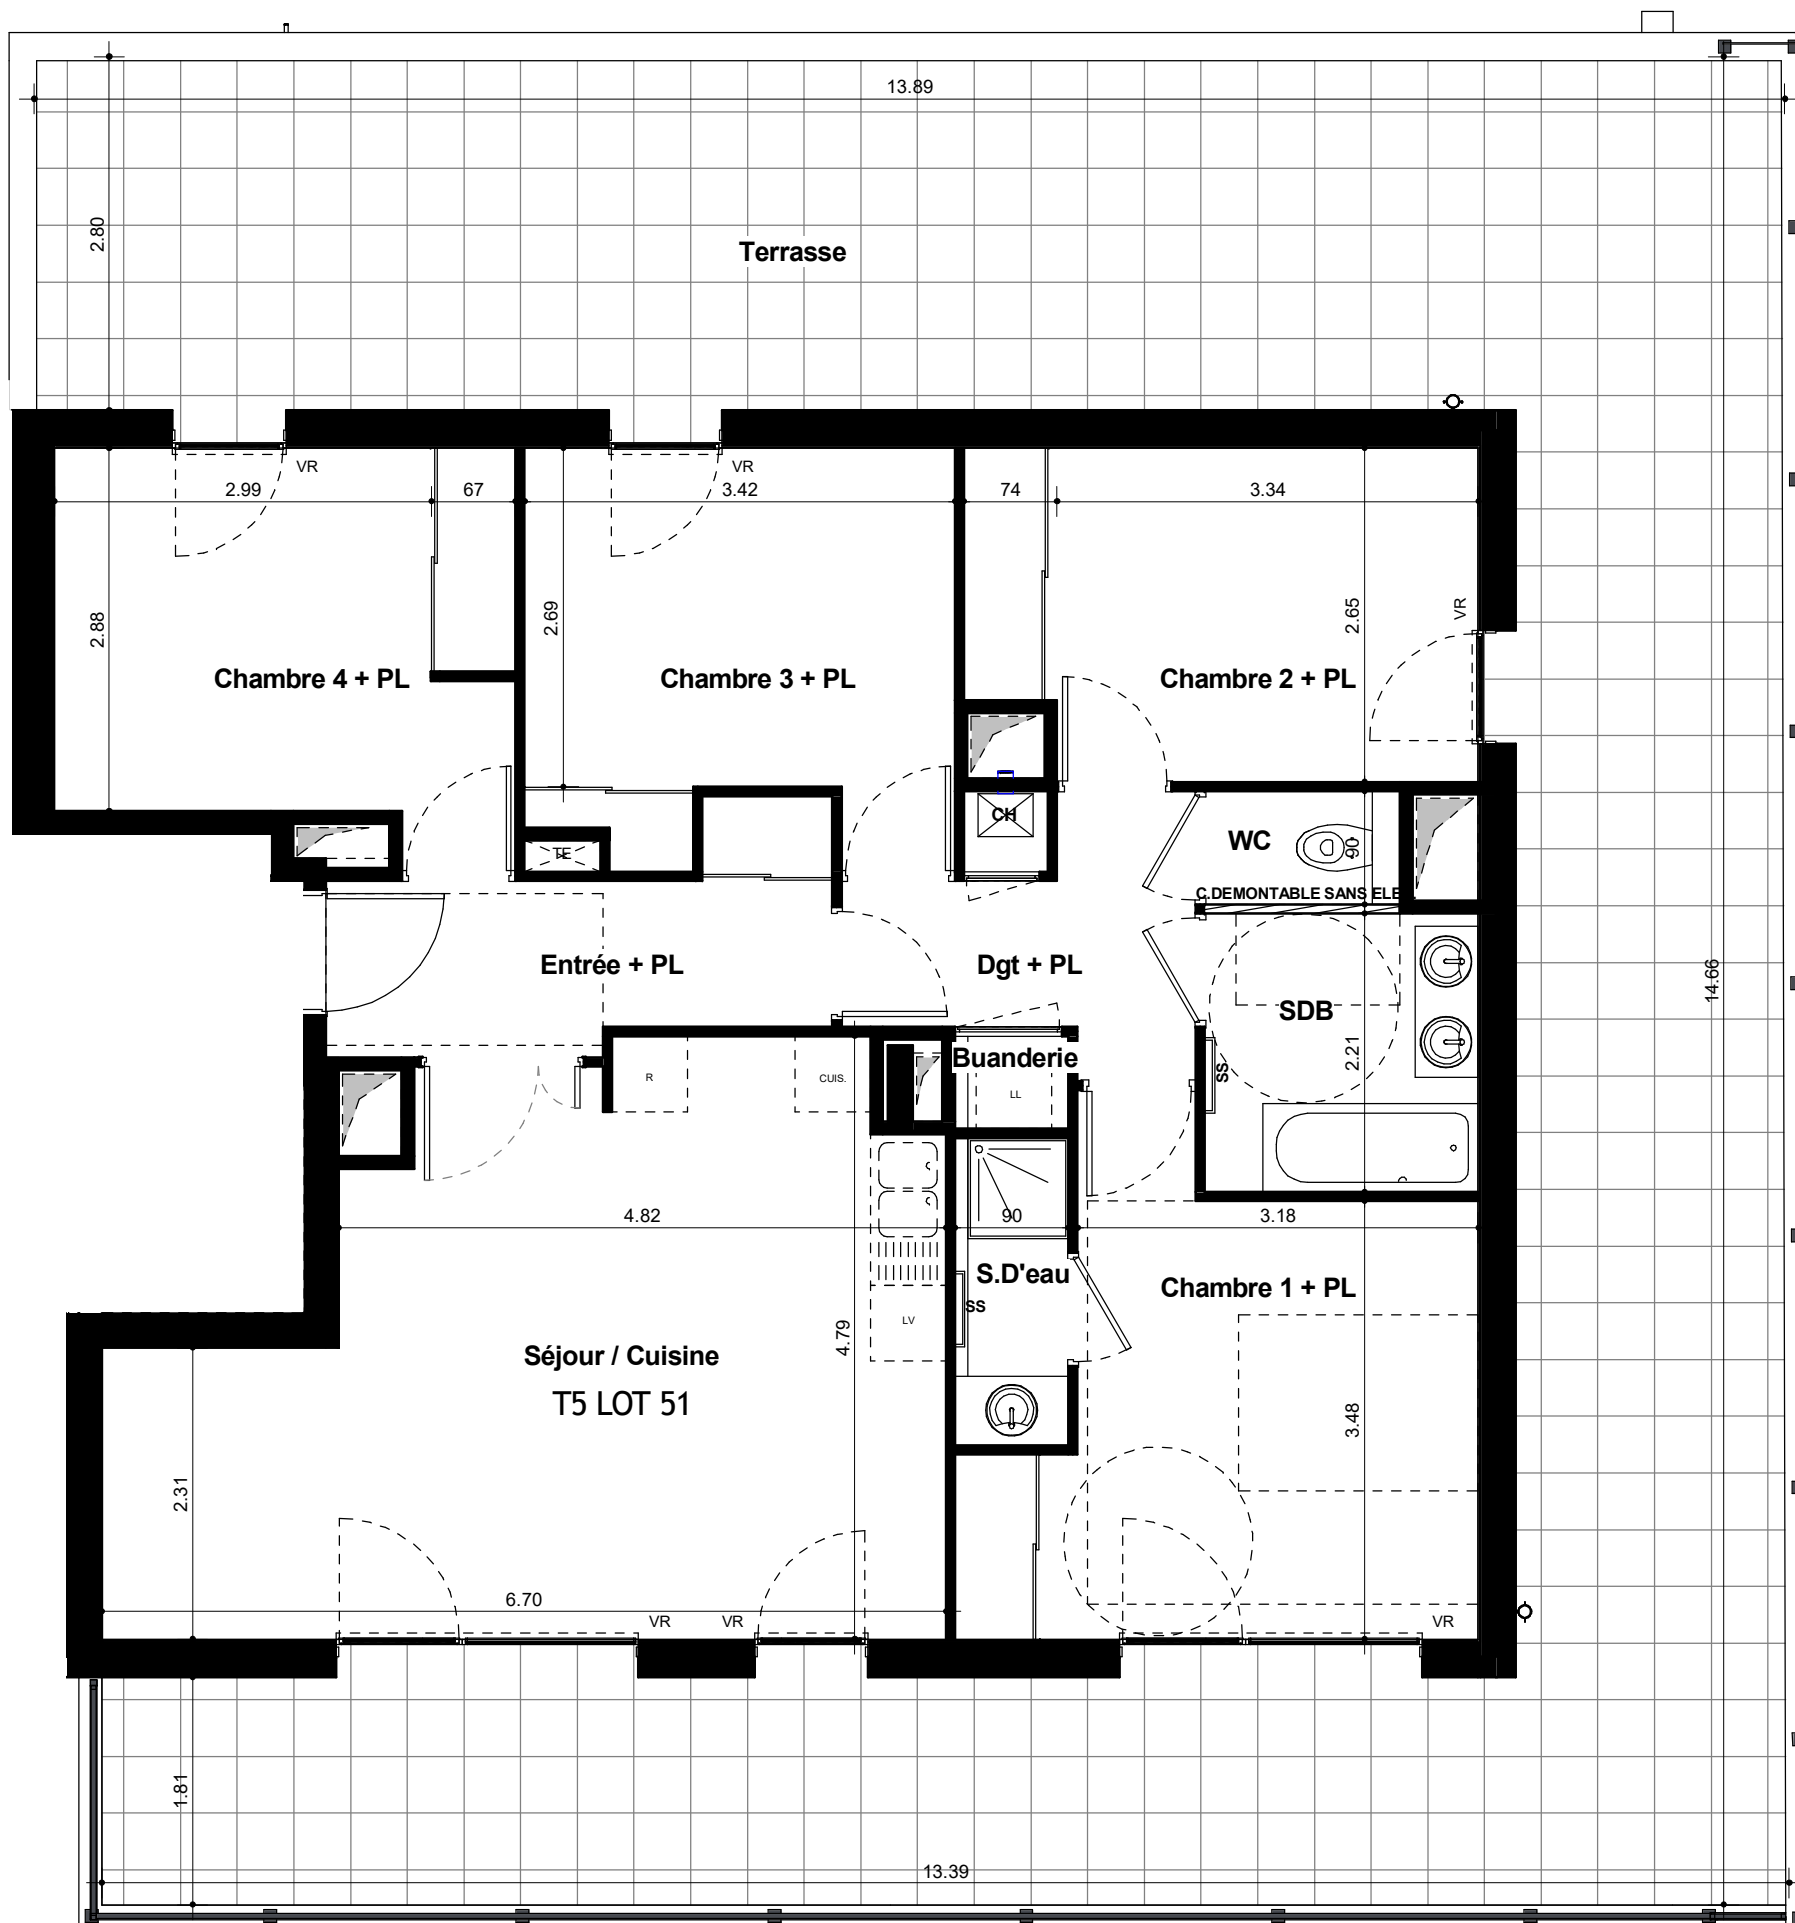 13.89
2.80
Terrasse
VR
VR
2.99
67
3.42
74
3.34
2.88
2.69
2.65
VR
Chambre 4 + PL
Chambre 3 + PL
Chambre 2 + PL
CH
TE
WC
90
C.DEMONTABLE SANS ELE
Entrée + PL
Dgt + PL
14.66
SDB
2.21
Buanderie
SS
R
CUIS.
LL
4.82
90
3.18
S.D'eau
Chambre 1 + PL
SS
LV
4.79
Séjour / Cuisine
T5 LOT 51
3.48
2.31
6.70
VR
VR
VR
1.81
13.39